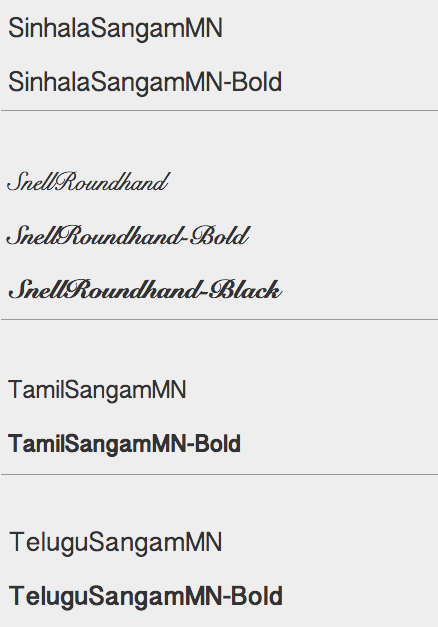 SinhalaSangamMN
SinhalaSangamMN-Bold
SnellRoundhand
SnellRoundhand-Bold
SnellRoundhand-Black
TamilSangamMN
TamilSangamMN-Bold
TeluguSangamMN
TeluguSangamMN-Bold